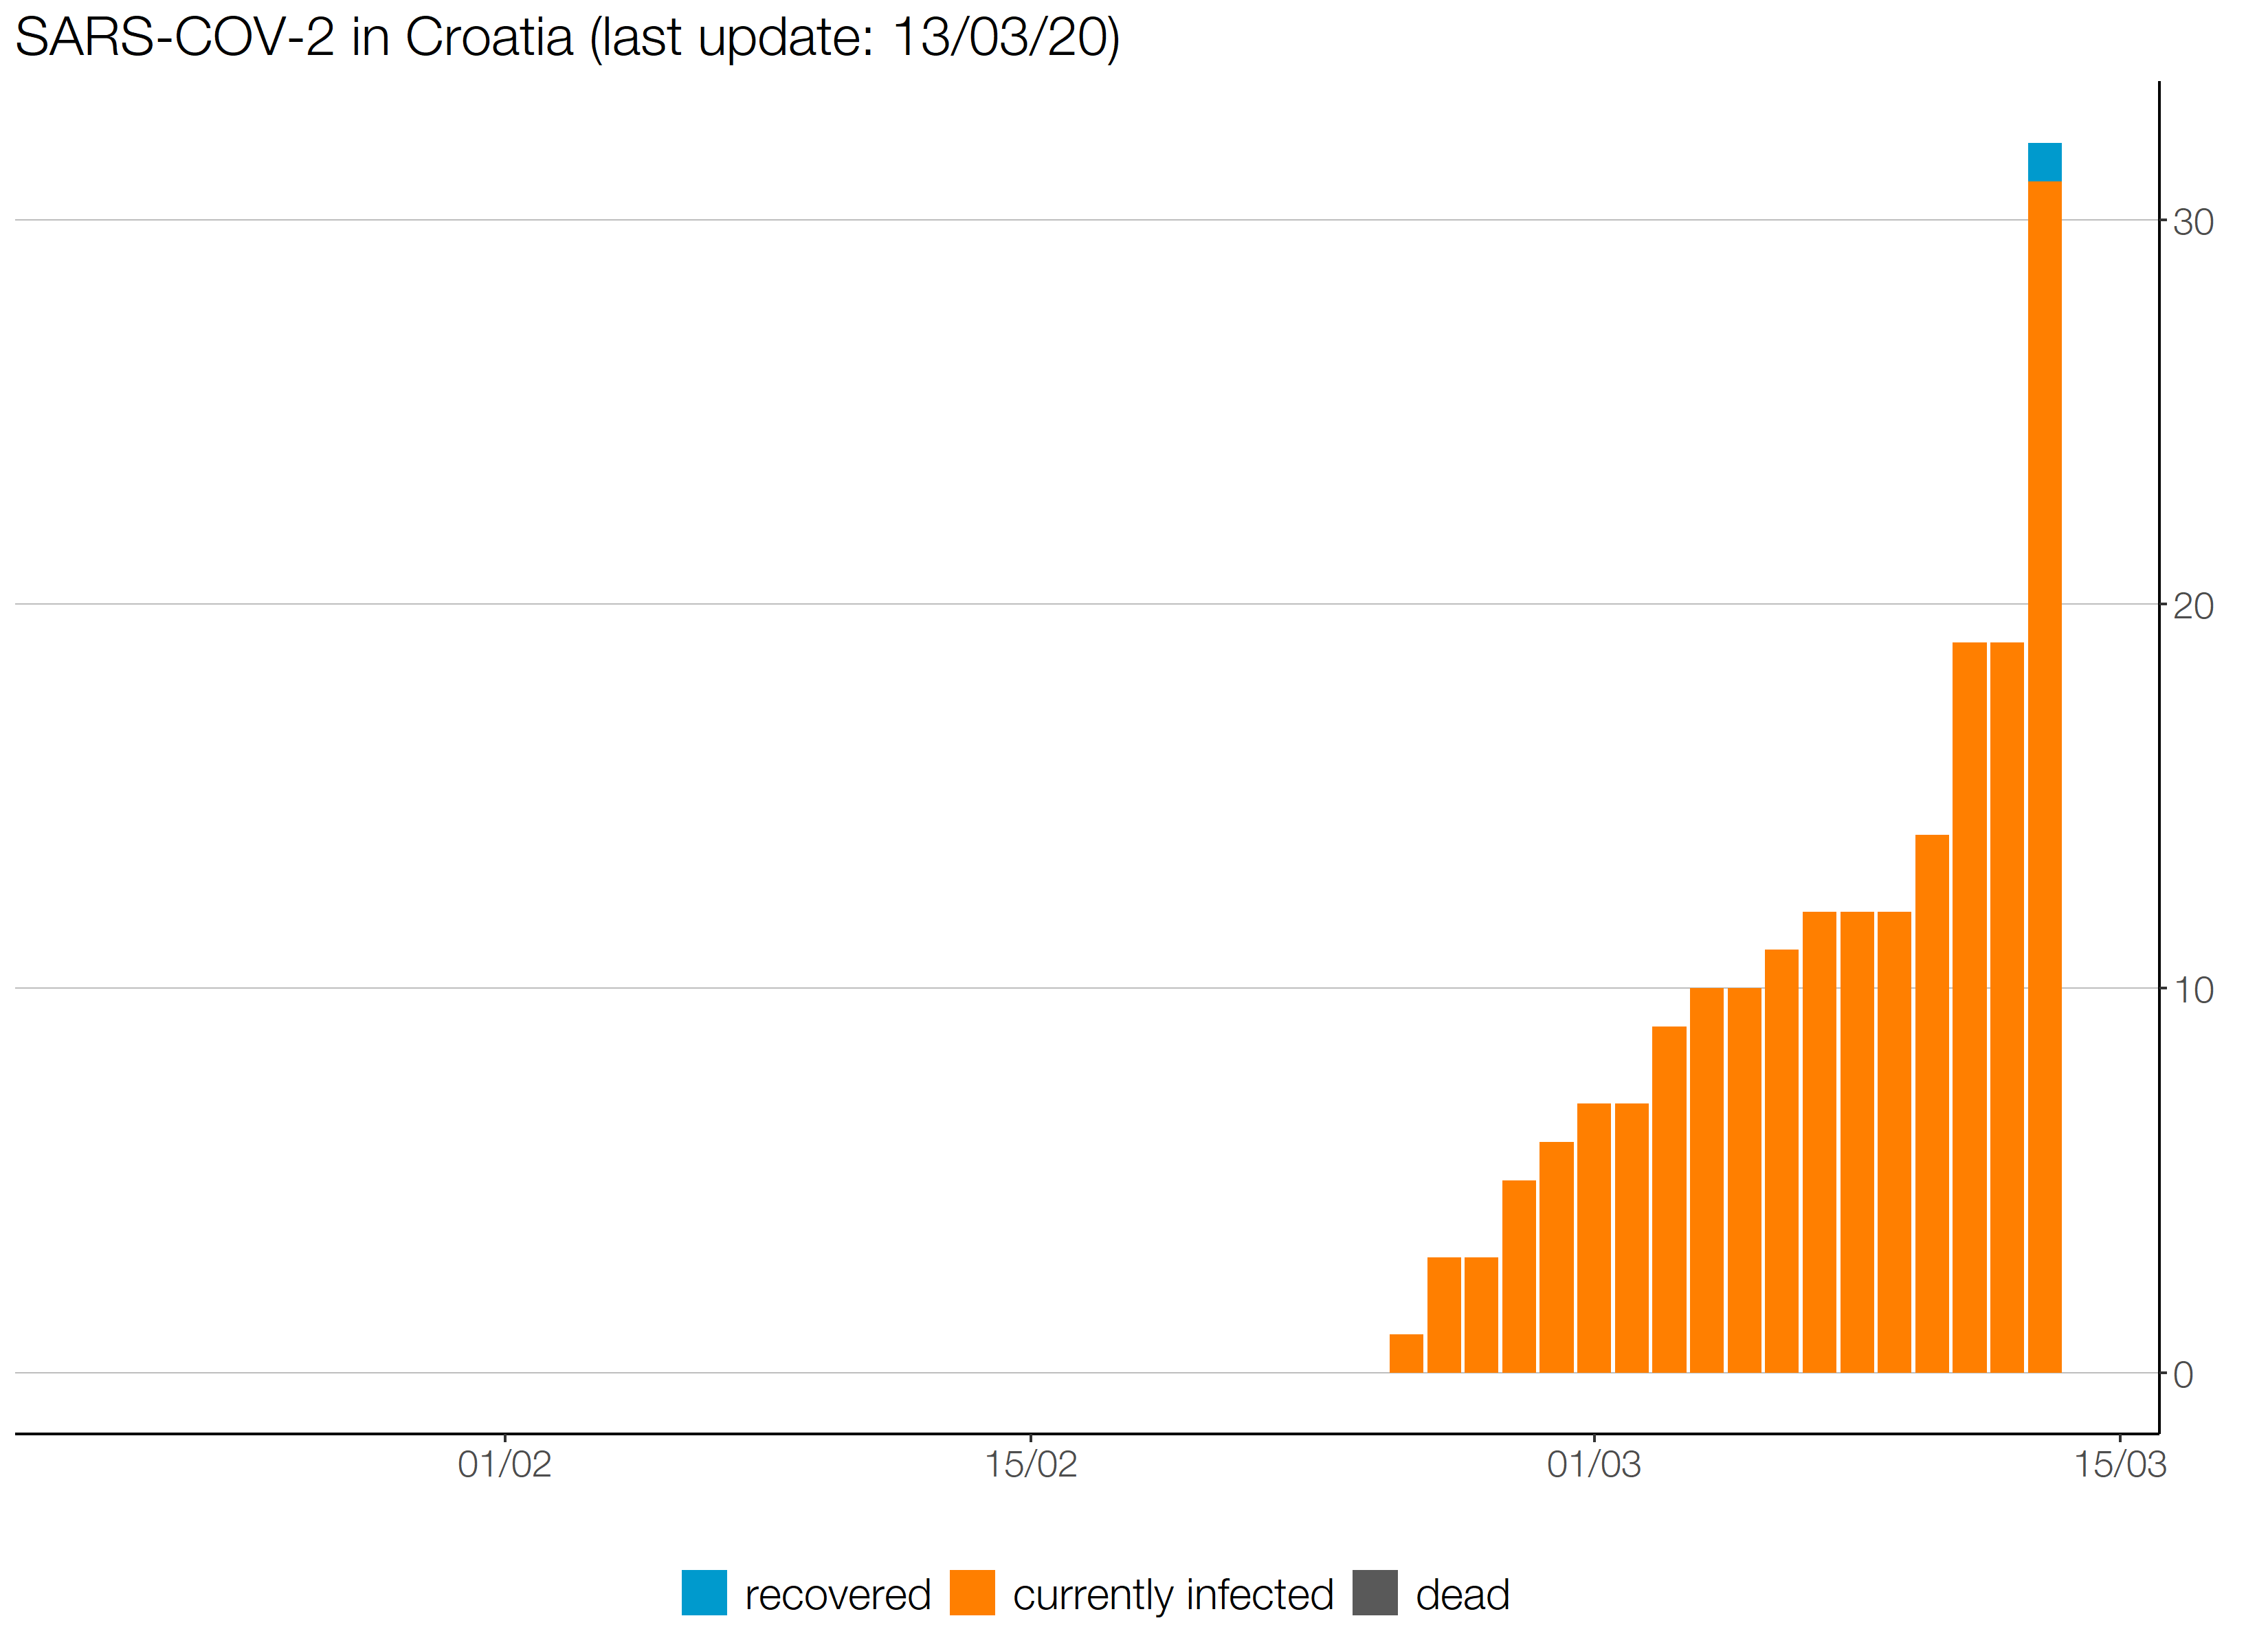 SARS-COV-2 in Croatia (last update: 13/03/20)
30
20
10
0
01/02 15/02 01/03 15/03
recovered currently infected dead